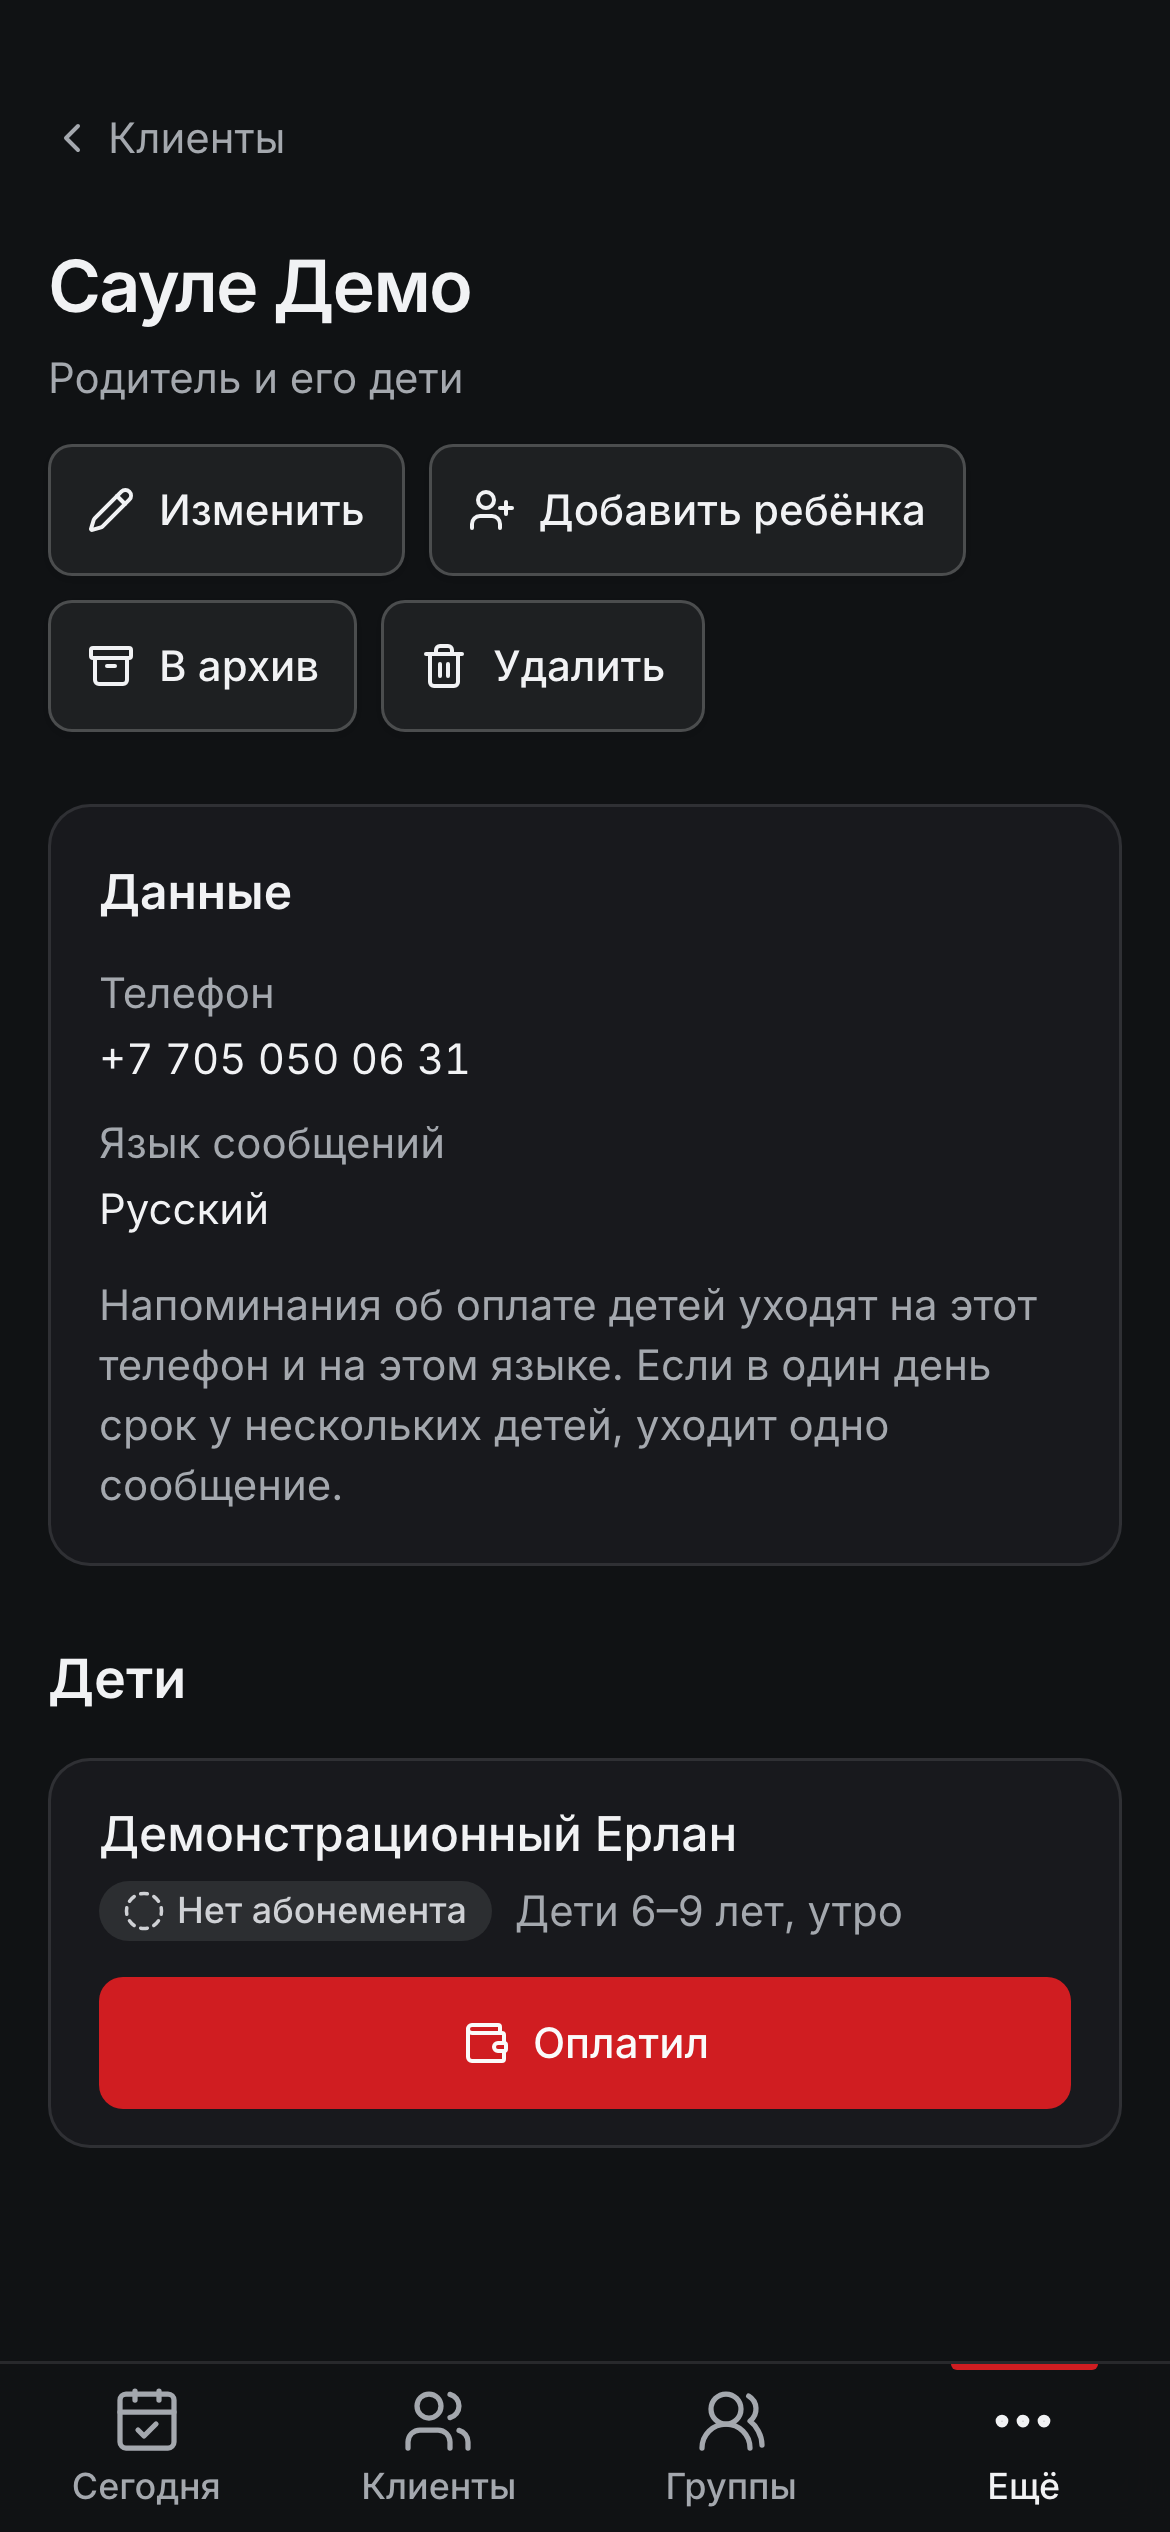 Клиенты
Сауле Демо
Родитель и его дети
Изменить
Добавить ребёнка
В архив
Удалить
Данные
Телефон
+7 705 050 06 31
Язык сообщений
Русский
Напоминания об оплате детей уходят на этот
телефон и на этом языке. Если в один день
срок у нескольких детей, уходит одно
сообщение.
Дети
Демонстрационный Ерлан
Нет абонемента
Дети 6–9 лет, утро
Оплатил
Сегодня
Клиенты
Группы
Ещё